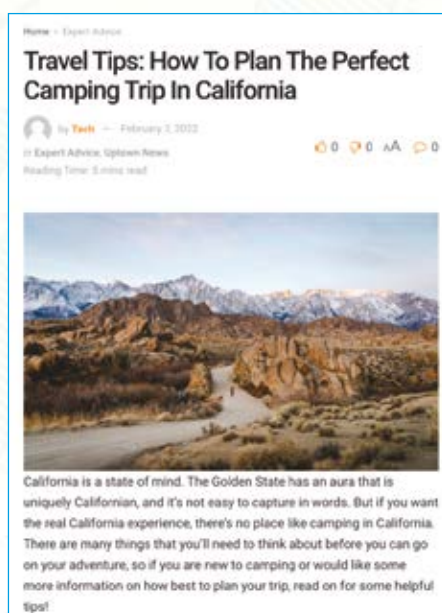 Home › Expert Advice
Travel Tips: How To Plan The Perfect
Camping Trip In California
by Tech — February 2, 2022
in Expert Advice, Uptown News
Reading Time: 5 mins read
0 0 AA 0
California is a state of mind. The Golden State has an aura that is
uniquely Californian, and it's not easy to capture in words. But if you want
the real California experience, there's no place like camping in California.
There are many things that you'll need to think about before you can go
on your adventure, so if you are new to camping or would like some
more information on how best to plan your trip, read on for some helpful
tips!